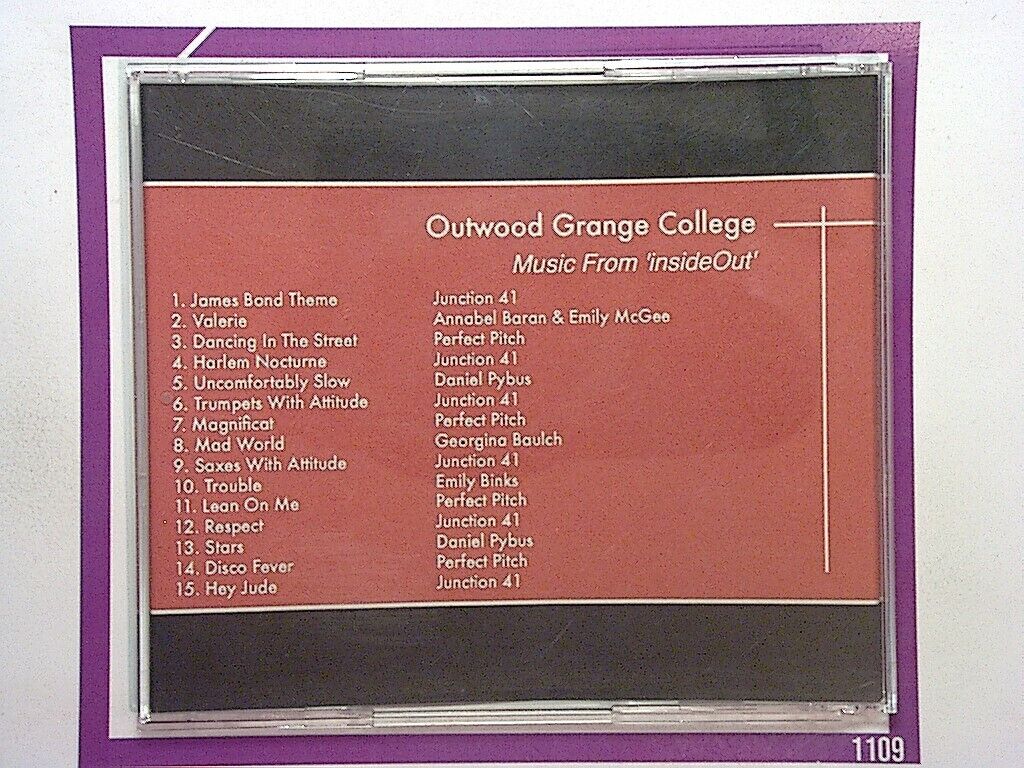 Outwood Grange College
Music From 'insideOut'
1. James Bond Theme Junction 41
2. Valerie Annabel Baran & Emily McGee
3. Dancing In The Street Perfect Pitch
4. Harlem Nocturne Junction 41
5. Uncomfortably Slow Daniel Pybus
6. Trumpets With Attitude Junction 41
7. Magnificat Perfect Pitch
8. Mad World Georgina Baulch
9. Saxes With Attitude Junction 41
10. Trouble Emily Binks
11. Lean On Me Perfect Pitch
12. Respect Junction 41
13. Stars Daniel Pybus
14. Disco Fever Perfect Pitch
15. Hey Jude Junction 41
1109